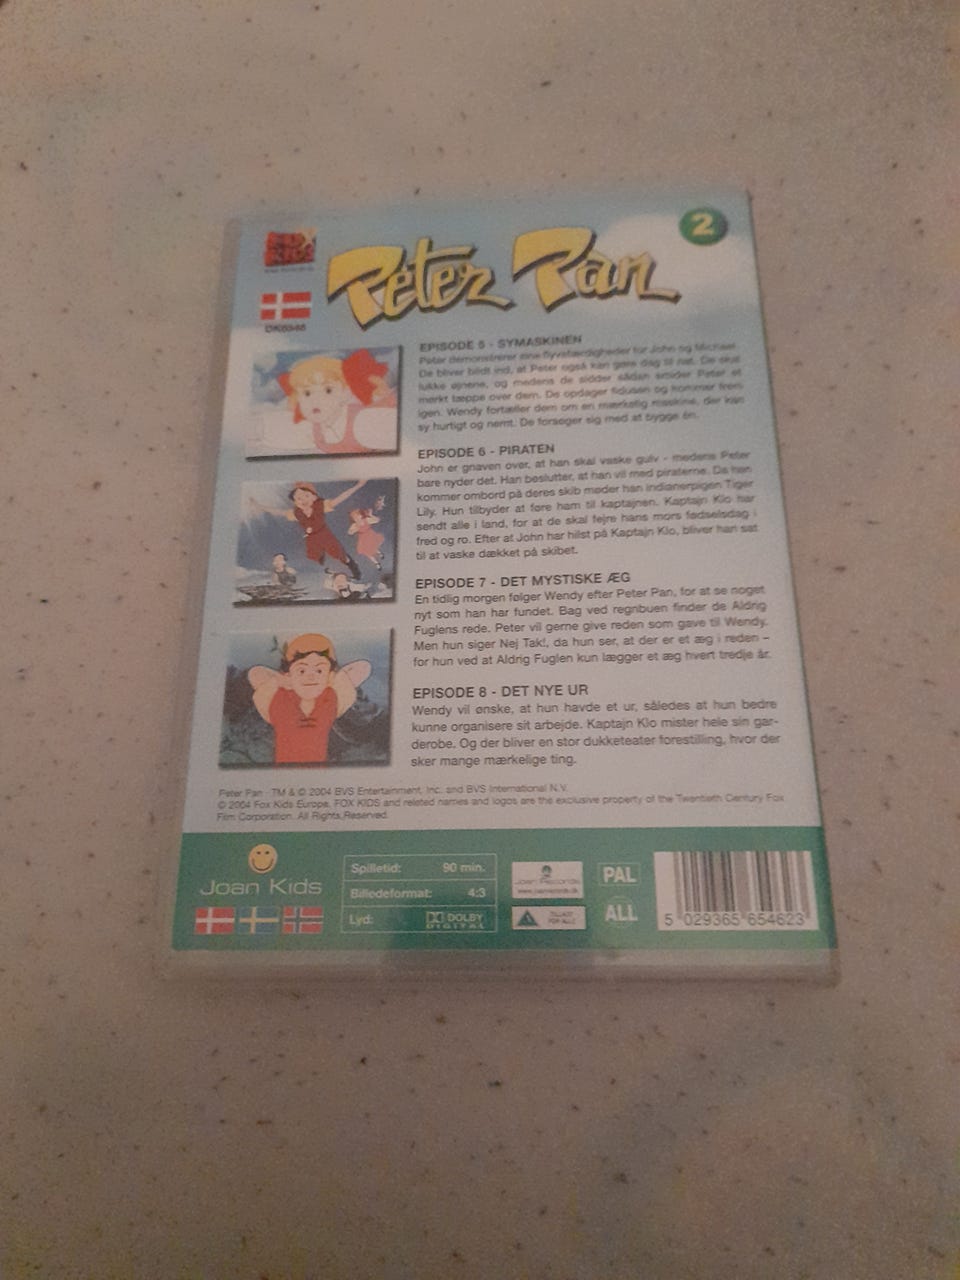 2
FOX
KIDS
Peter Pan
EPISODE 5 - SYMASKINEN
Peter demonstrerer sine flyvefærdigheder for John og Michael.
De bliver bildt ind, at Peter også kan gøre dag til nat. De skal
lukke øjnene, og medens de sidder sådan smider Peter et
mørkt tæppe over dem. De opdager fidusen og kommer frem
igen. Wendy fortæller dem om en mærkelig maskine, der kan
sy hurtigt og nemt. De forsøger sig med at bygge én.
EPISODE 6 - PIRATEN
John er gnaven over, at han skal vaske gulv - medens Peter
bare nyder det. Han beslutter, at han vil med piraterne. Da han
kommer ombord på deres skib møder han indianerpigen Tiger
Lily. Hun tilbyder at føre ham til kaptajnen. Kaptajn Klo har
sendt alle i land, for at de skal fejre hans mors fødselsdag i
fred og ro. Efter at John har hilst på Kaptajn Klo, bliver han sat
til at vaske dækket på skibet.
EPISODE 7 - DET MYSTISKE ÆG
En tidlig morgen følger Wendy efter Peter Pan, for at se noget
nyt som han har fundet. Bag ved regnbuen finder de Aldrig
Fuglens rede. Peter vil gerne give reden som gave til Wendy.
Men hun siger Nej Tak!, da hun ser, at der er et æg i reden –
for hun ved at Aldrig Fuglen kun lægger et æg hvert tredje år.
EPISODE 8 - DET NYE UR
Wendy vil ønske, at hun havde et ur, således at hun bedre
kunne organisere sit arbejde. Kaptajn Klo mister hele sin gar-
derobe. Og der bliver en stor dukketeater forestilling, hvor der
sker mange mærkelige ting.
Peter Pan - TM & © 2004 BVS Entertainment, Inc. and BVS International N.V.
© 2004 Fox Kids Europe. FOX KIDS and releted names and logos are the exclusive property of the Twentieth Century Fox
Film Corporation. All Rights Reserved.
Joan Kids
Spilletid: 90 min.
Billedeformat: 4:3
Lyd: DOLBY
DIGITAL
Joan Records
www.joanrecords.dk
TILLADT
FOR ALLE
PAL
ALL
5 029365 654623